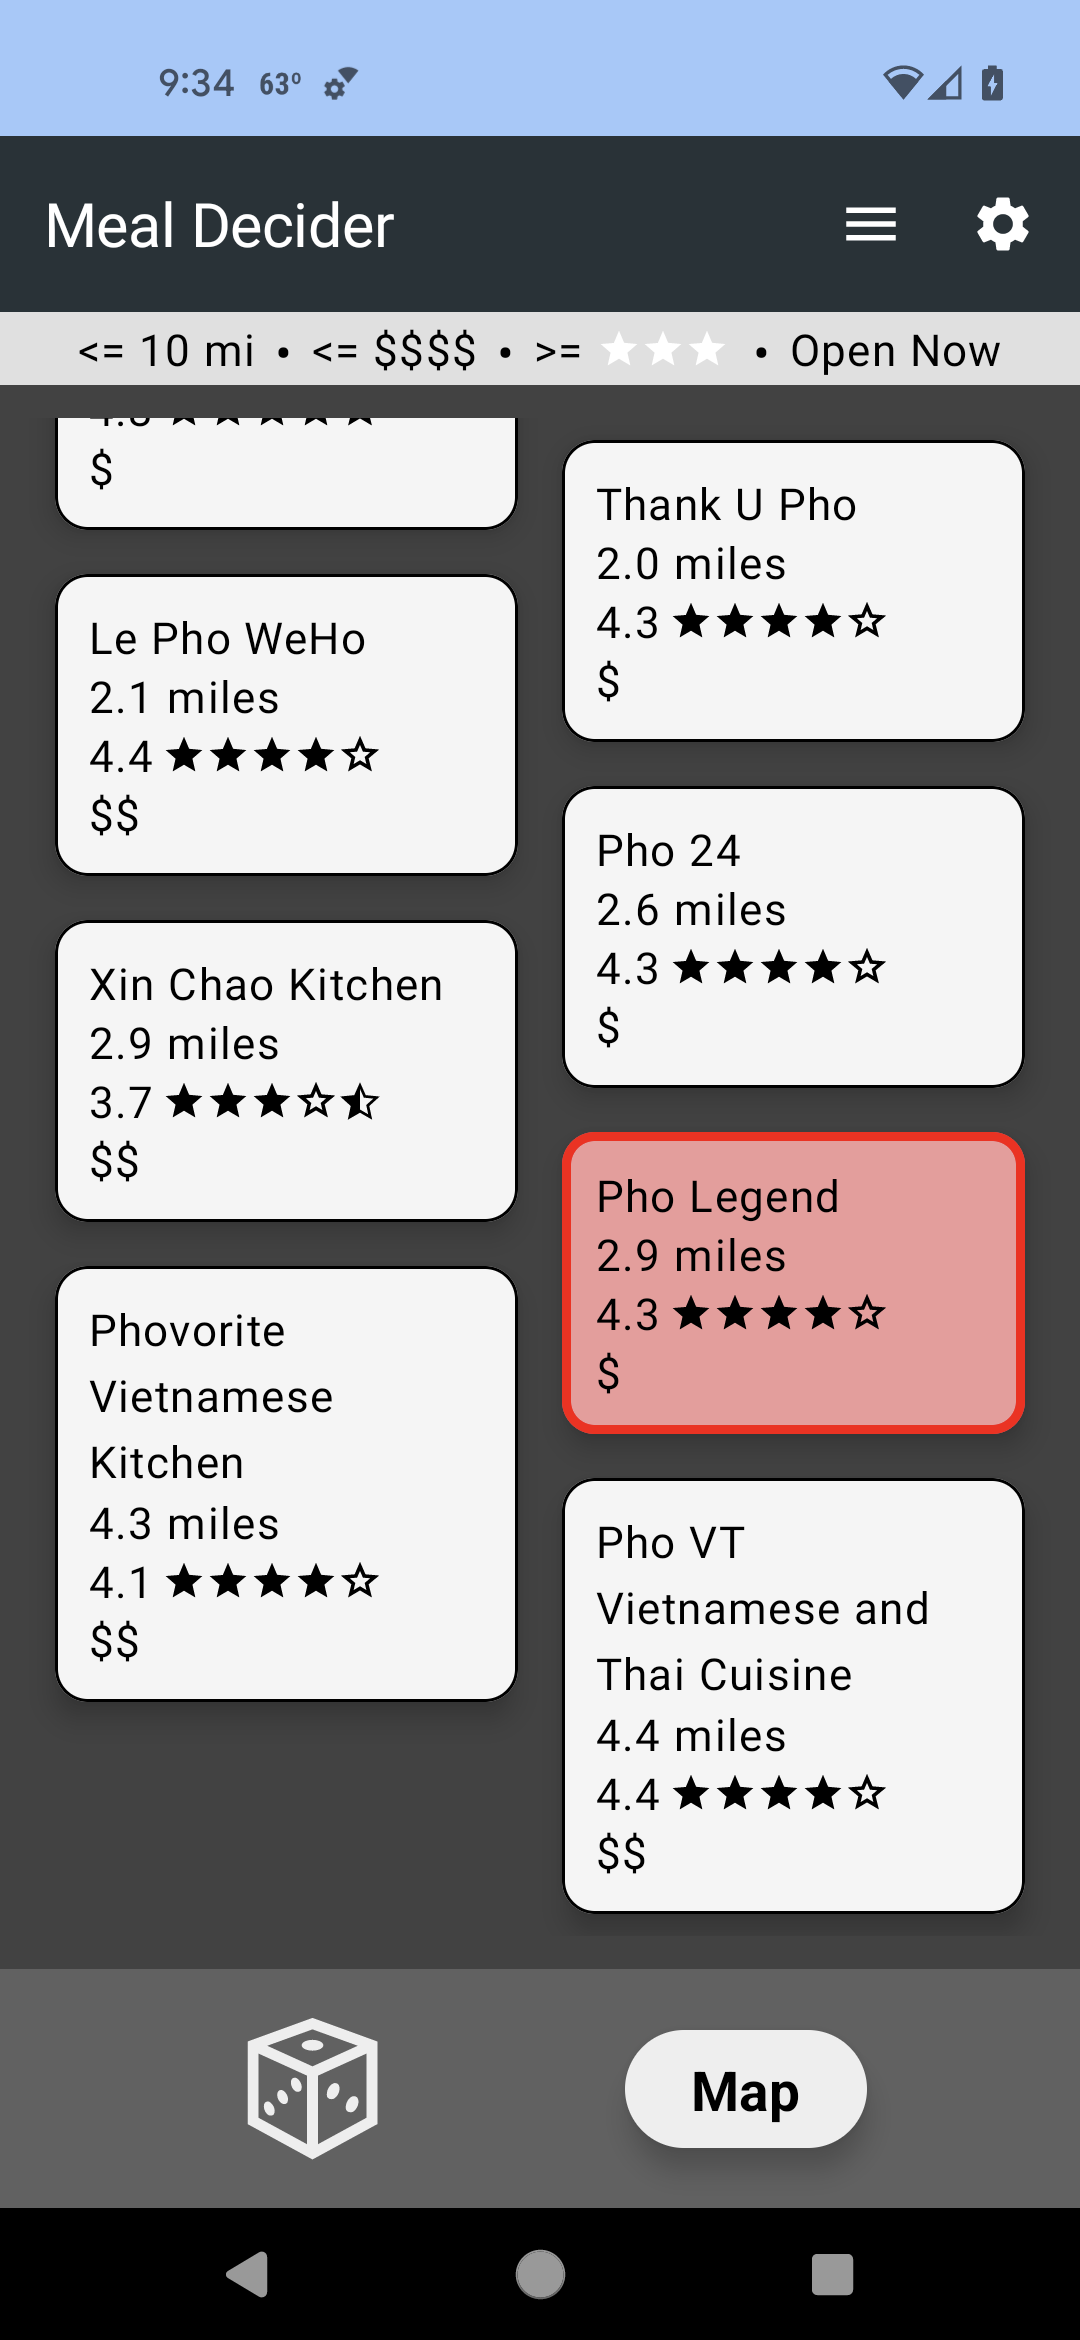 9:34 63º
Meal Decider
<= 10 mi • <= $$$$ • >= ★★★ • Open Now
$
Le Pho WeHo
2.1 miles
4.4 ★★★★☆
$$
Xin Chao Kitchen
2.9 miles
3.7
$$
Phovorite
Vietnamese
Kitchen
4.3 miles
4.1 ★★★★☆
$$
Thank U Pho
2.0 miles
4.3 ★★★★☆
$
Pho 24
2.6 miles
4.3 ★★★★☆
$
Pho Legend
2.9 miles
4.3 ★★★★☆
$
Pho VT
Vietnamese and
Thai Cuisine
4.4 miles
4.4 ★★★★☆
$$
Map